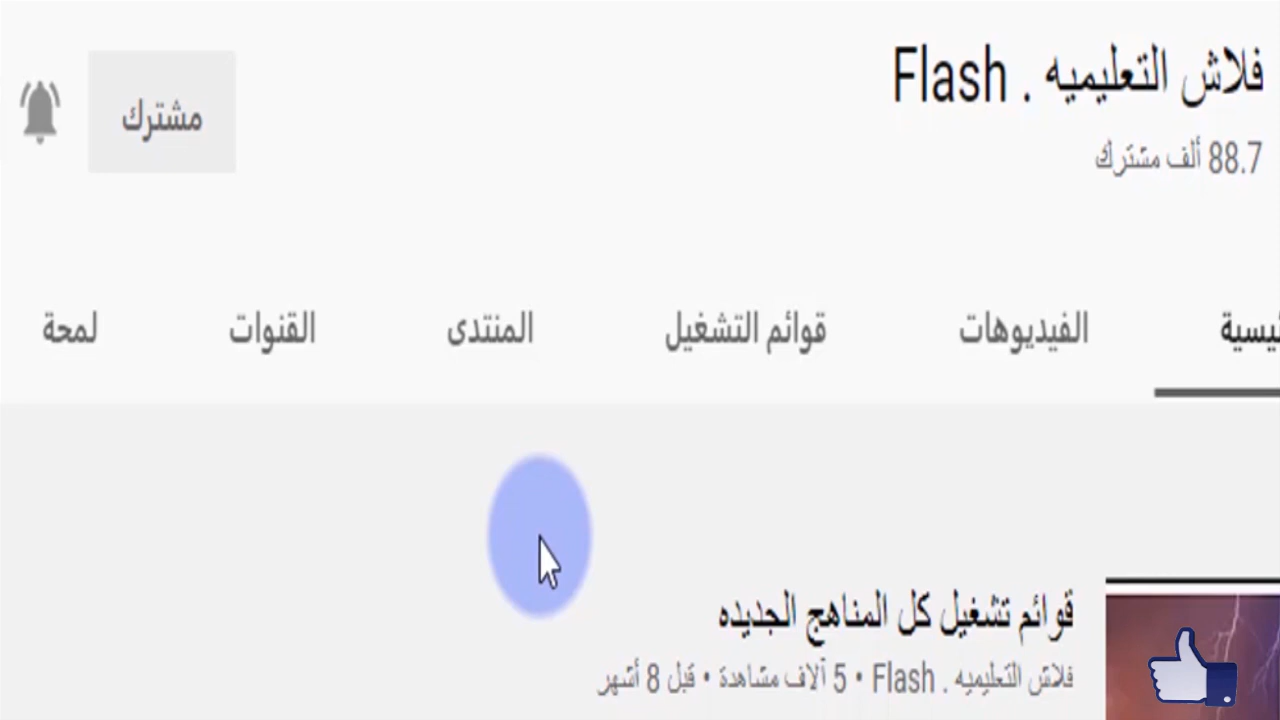 فلاش التعليميه . Flash
88.7 ألف مشترك
مشترك
الفيديوهات
قوائم التشغيل
المنتدى
القنوات
لمحة
قوائم تشغيل كل المناهج الجديده
فلاش التعليميه . Flash • 5 آلاف مشاهدة • قبل 8 أشهر